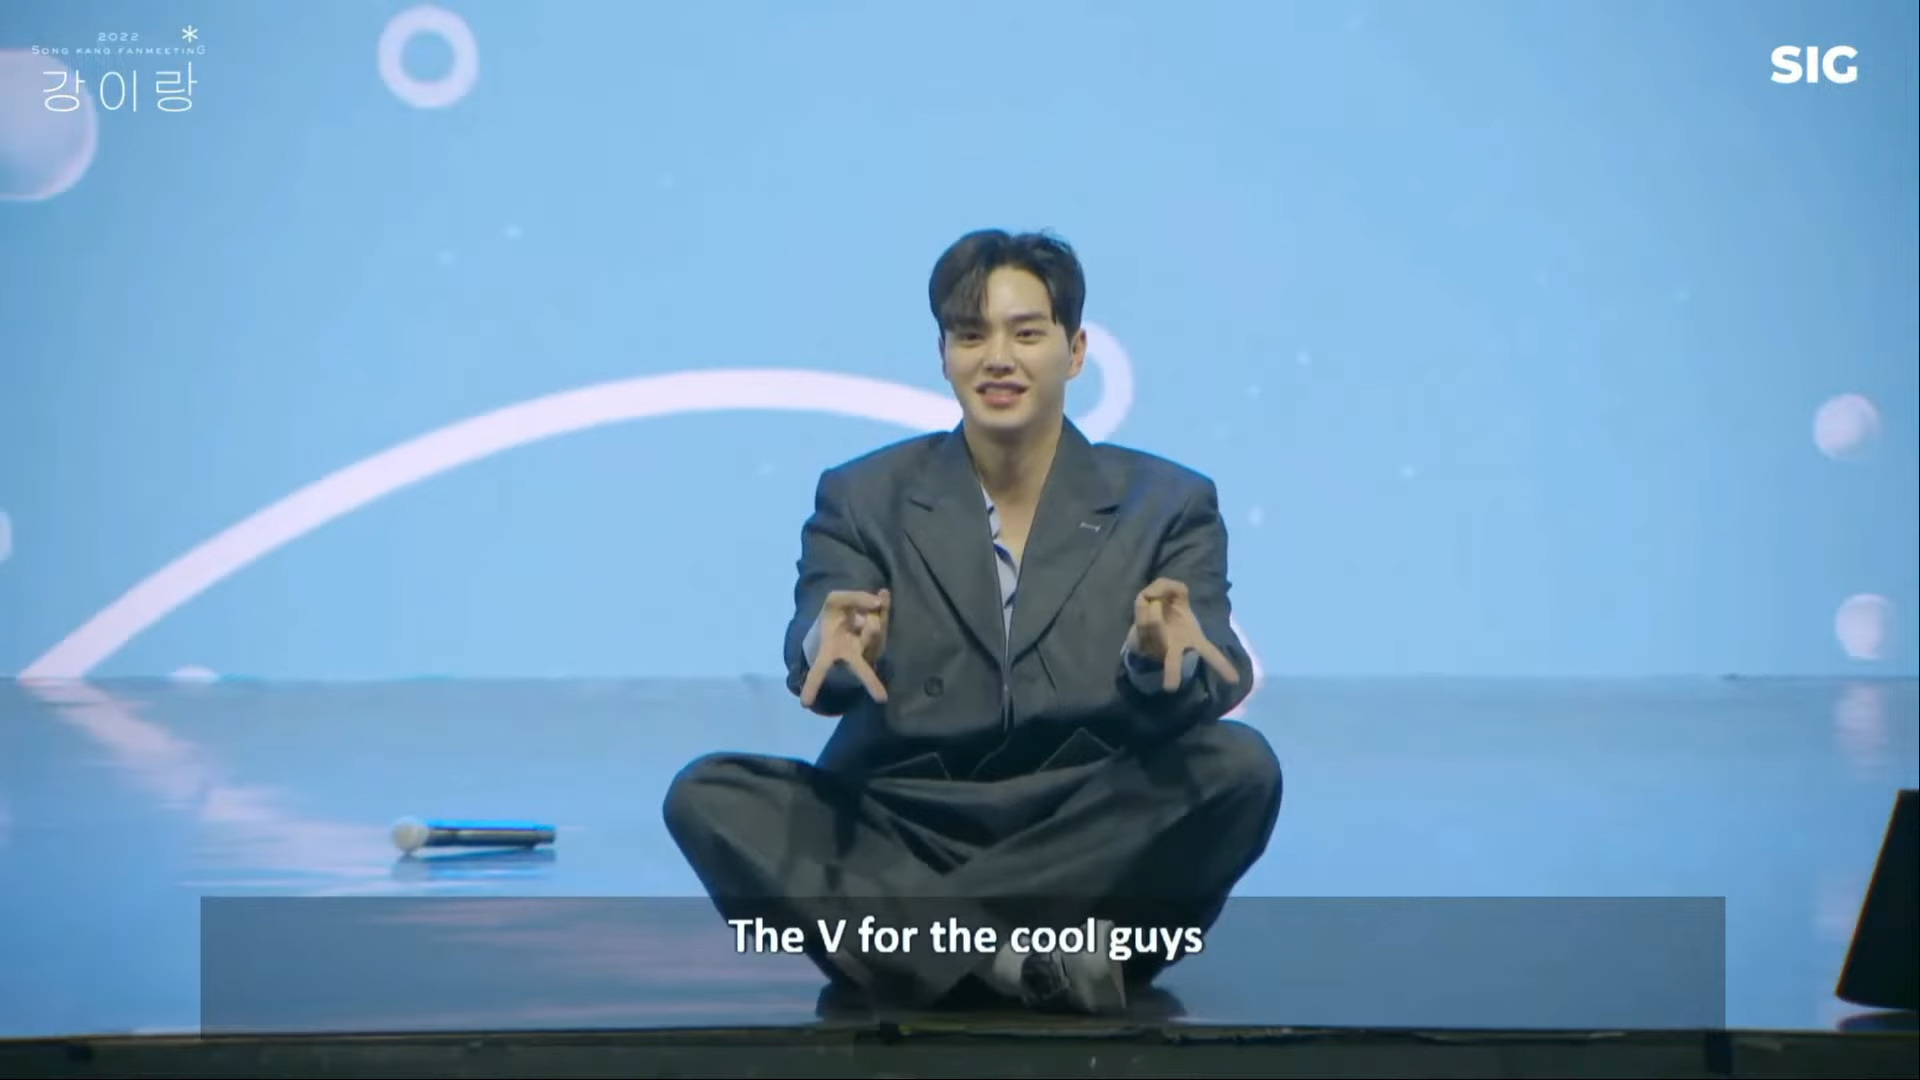 2022
SONG KANG FANMEETING
강이랑
SIG
The V for the cool guys